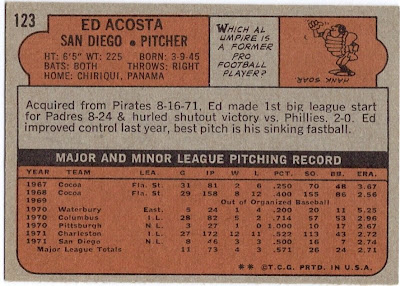 123
ED ACOSTA
SAN DIEGO • PITCHER
HT: 6'5" WT: 225 BORN: 3-9-45
BATS: BOTH THROWS: RIGHT
HOME: CHIRIQUI, PANAMA
WHICH AL
UMPIRE IS A
FORMER
PRO
FOOTBALL
PLAYER?
HANK SOAR
Acquired from Pirates 8-16-71, Ed made 1st big league start
for Padres 8-24 & hurled shutout victory vs. Phillies, 2-0. Ed
improved control last year, best pitch is his sinking fastball.
MAJOR AND MINOR LEAGUE PITCHING RECORD
YR TEAM LEA. G IP W L PCT. SO BB. ERA.
1967 Cocoa Fla. St. 31 81 2 6 .250 70 48 3.67
1968 Cocoa Fla. St. 29 158 8 12 .400 155 86 2.56
1969 Out of Organized Baseball
1970 Waterbury East. 5 24 1 4 .200 20 11 5.25
1970 Columbus I.L. 28 82 5 2 .714 57 53 2.96
1970 Pittsburgh N.L. 3 27 1 0 1.000 10 17 2.67
1971 Charleston I.L. 27 172 12 11 .522 113 43 2.72
1971 San Diego N.L. 8 46 3 3 .500 16 7 2.74
Major League Totals 11 73 4 3 .571 26 24 2.71
** ©T.C.G. PRTD. IN U.S.A.